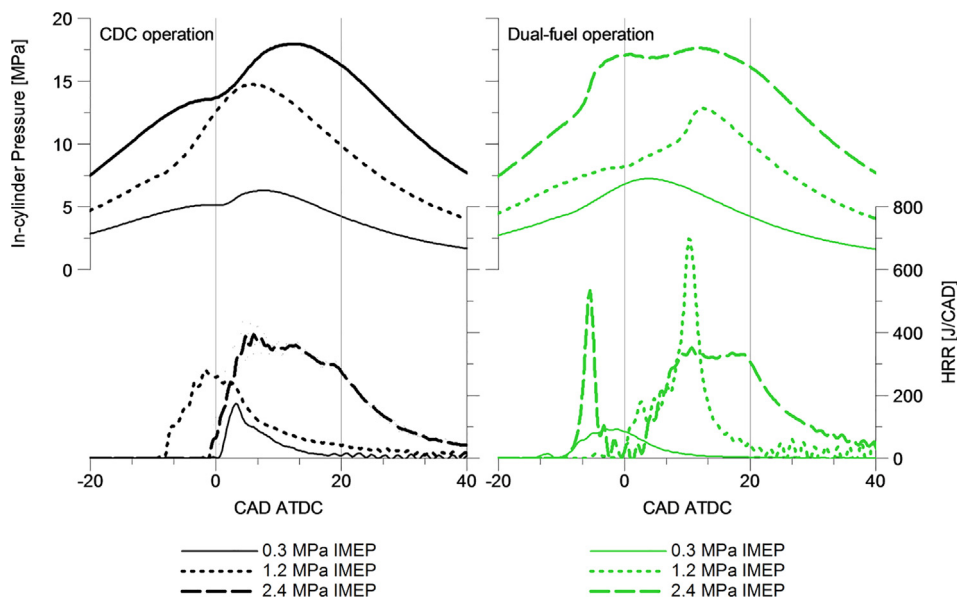 CDC operation
Dual-fuel operation
In-cylinder Pressure [MPa]
20
15
10
5
0
800
600
400
200
0
HRR [J/CAD]
-20 0 20 40
-20 0 20 40
CAD ATDC
CAD ATDC
0.3 MPa IMEP
1.2 MPa IMEP
2.4 MPa IMEP
0.3 MPa IMEP
1.2 MPa IMEP
2.4 MPa IMEP